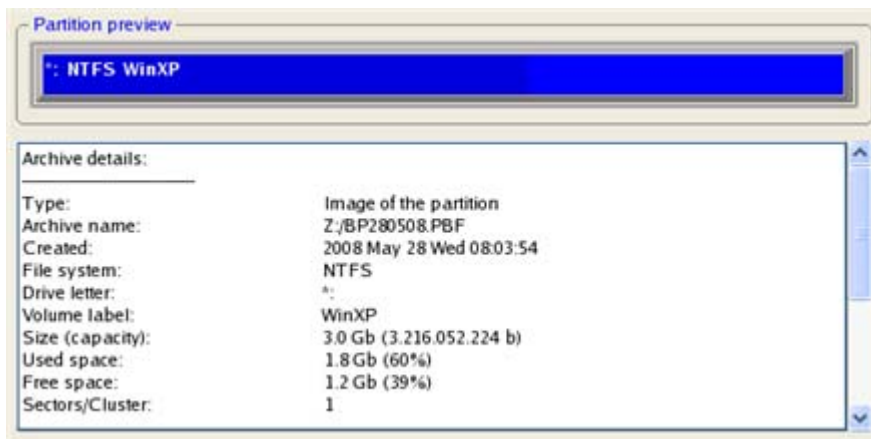 Partition preview
*: NTFS WinXP
Archive details:
Type: Image of the partition
Archive name: Z:/BP280508.PBF
Created: 2008 May 28 Wed 08:03:54
File system: NTFS
Drive letter: *:
Volume label: WinXP
Size (capacity): 3.0 Gb (3.216.052.224 b)
Used space: 1.8 Gb (60%)
Free space: 1.2 Gb (39%)
Sectors/Cluster: 1